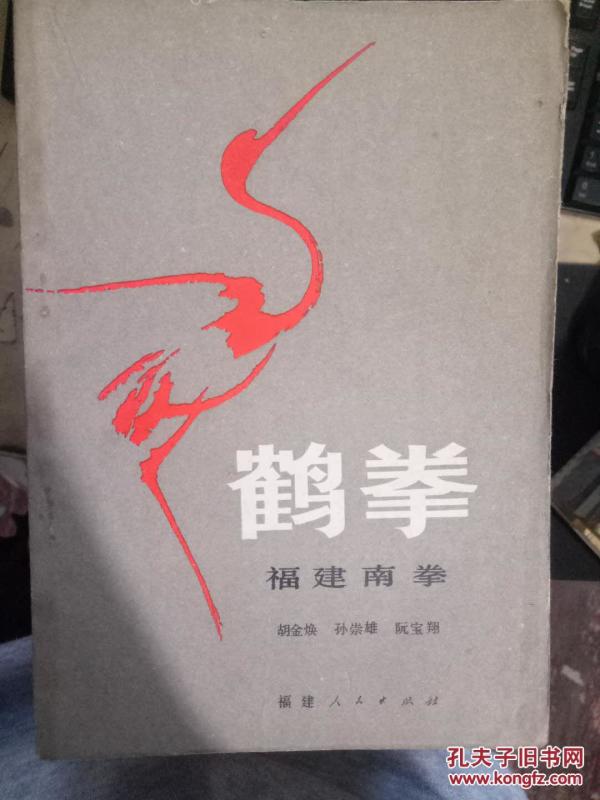 鹤拳
福建南拳
胡金焕 孙崇雄 阮宝翔
福建人民出版社
孔夫子旧书网
www.kongfz.com